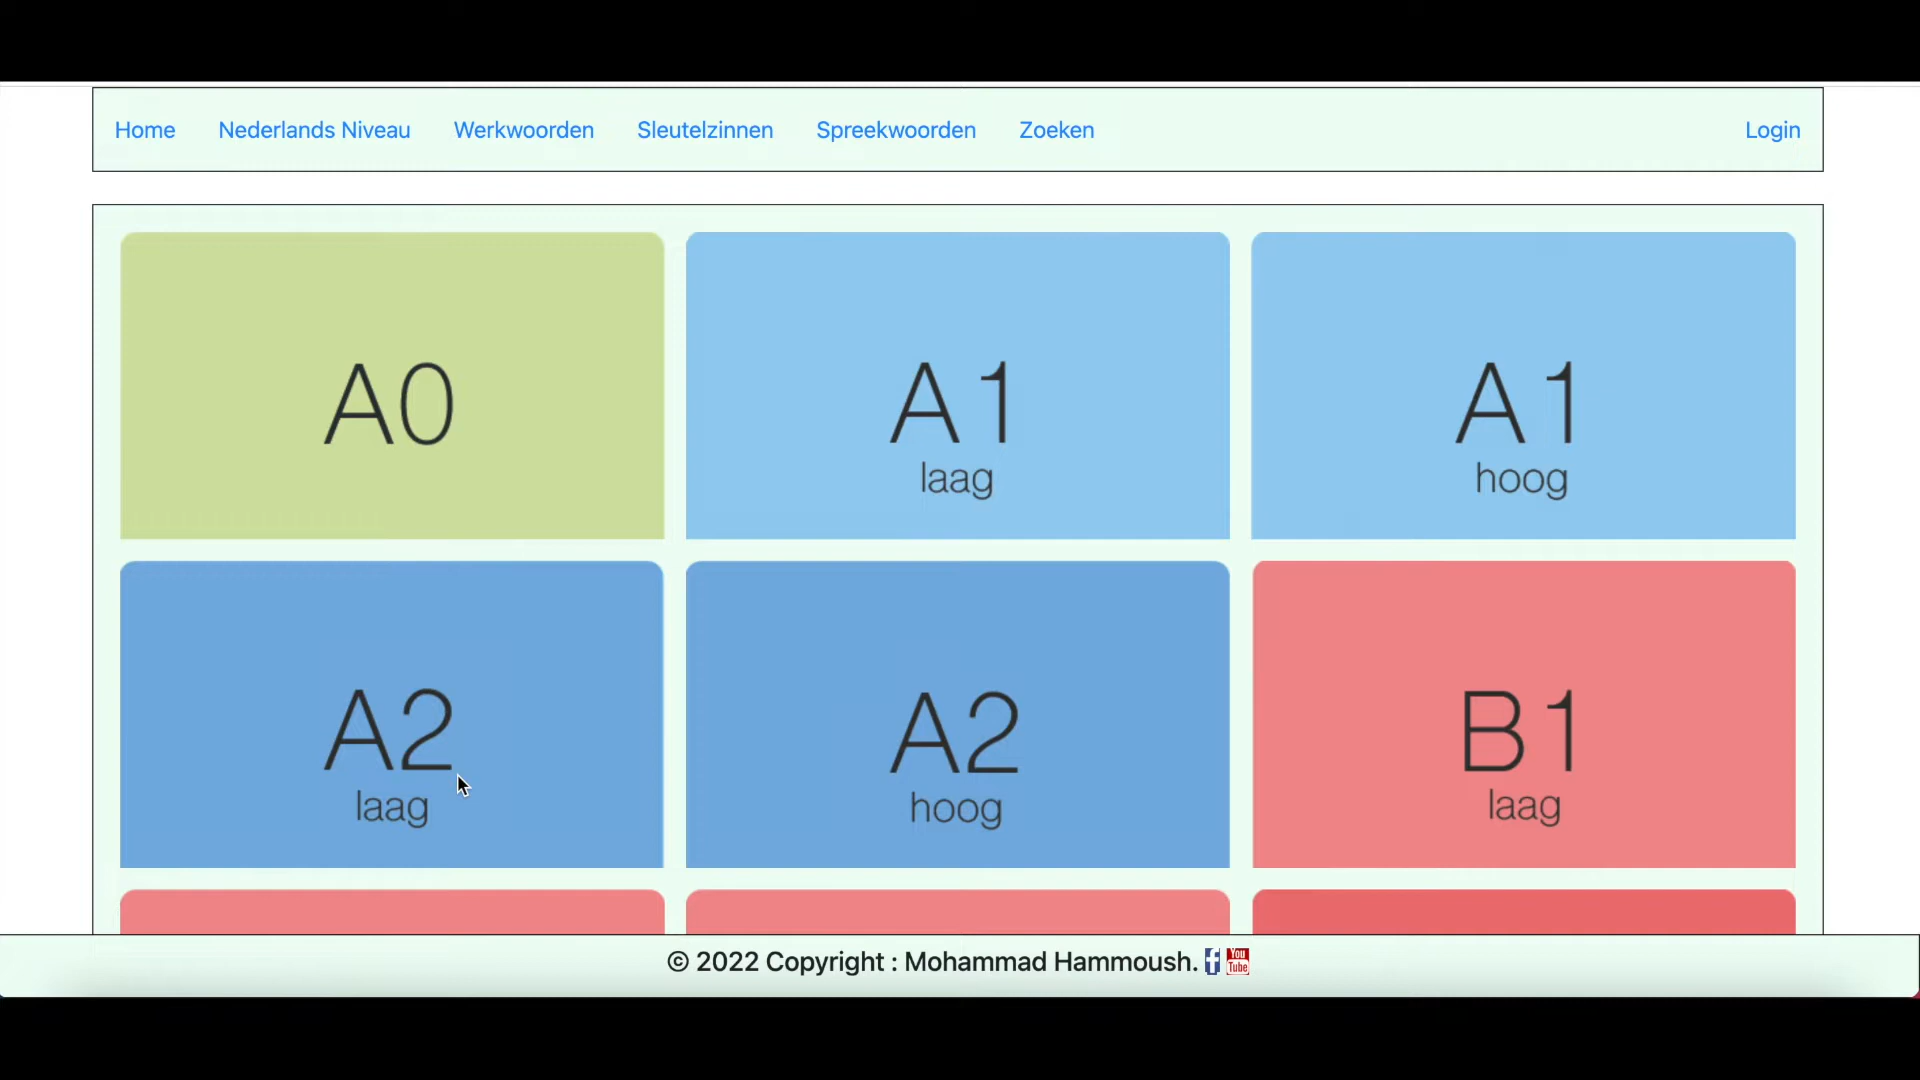 Home Nederlands Niveau Werkwoorden Sleutelzinnen Spreekwoorden Zoeken Login
A0
A1
laag
A1
hoog
A2
laag
A2
hoog
B1
laag
© 2022 Copyright : Mohammad Hammoush. f You Tube